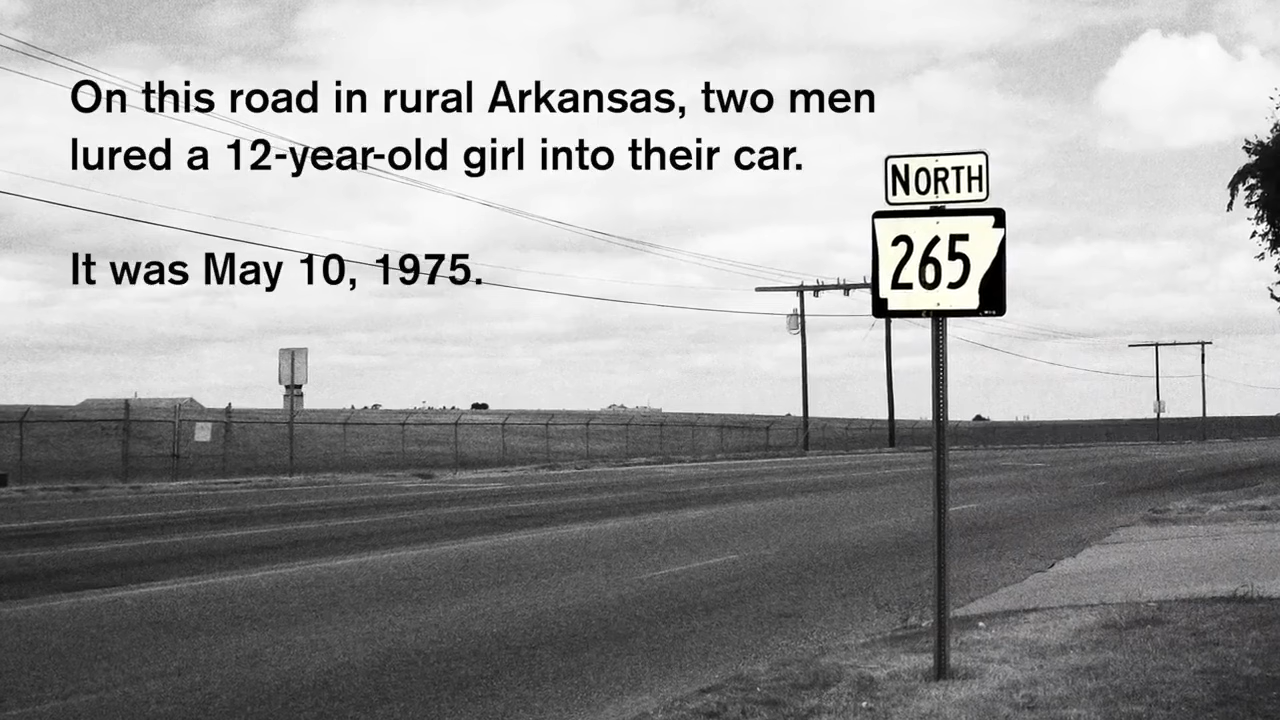 On this road in rural Arkansas, two men
lured a 12-year-old girl into their car.
It was May 10, 1975.
NORTH
265